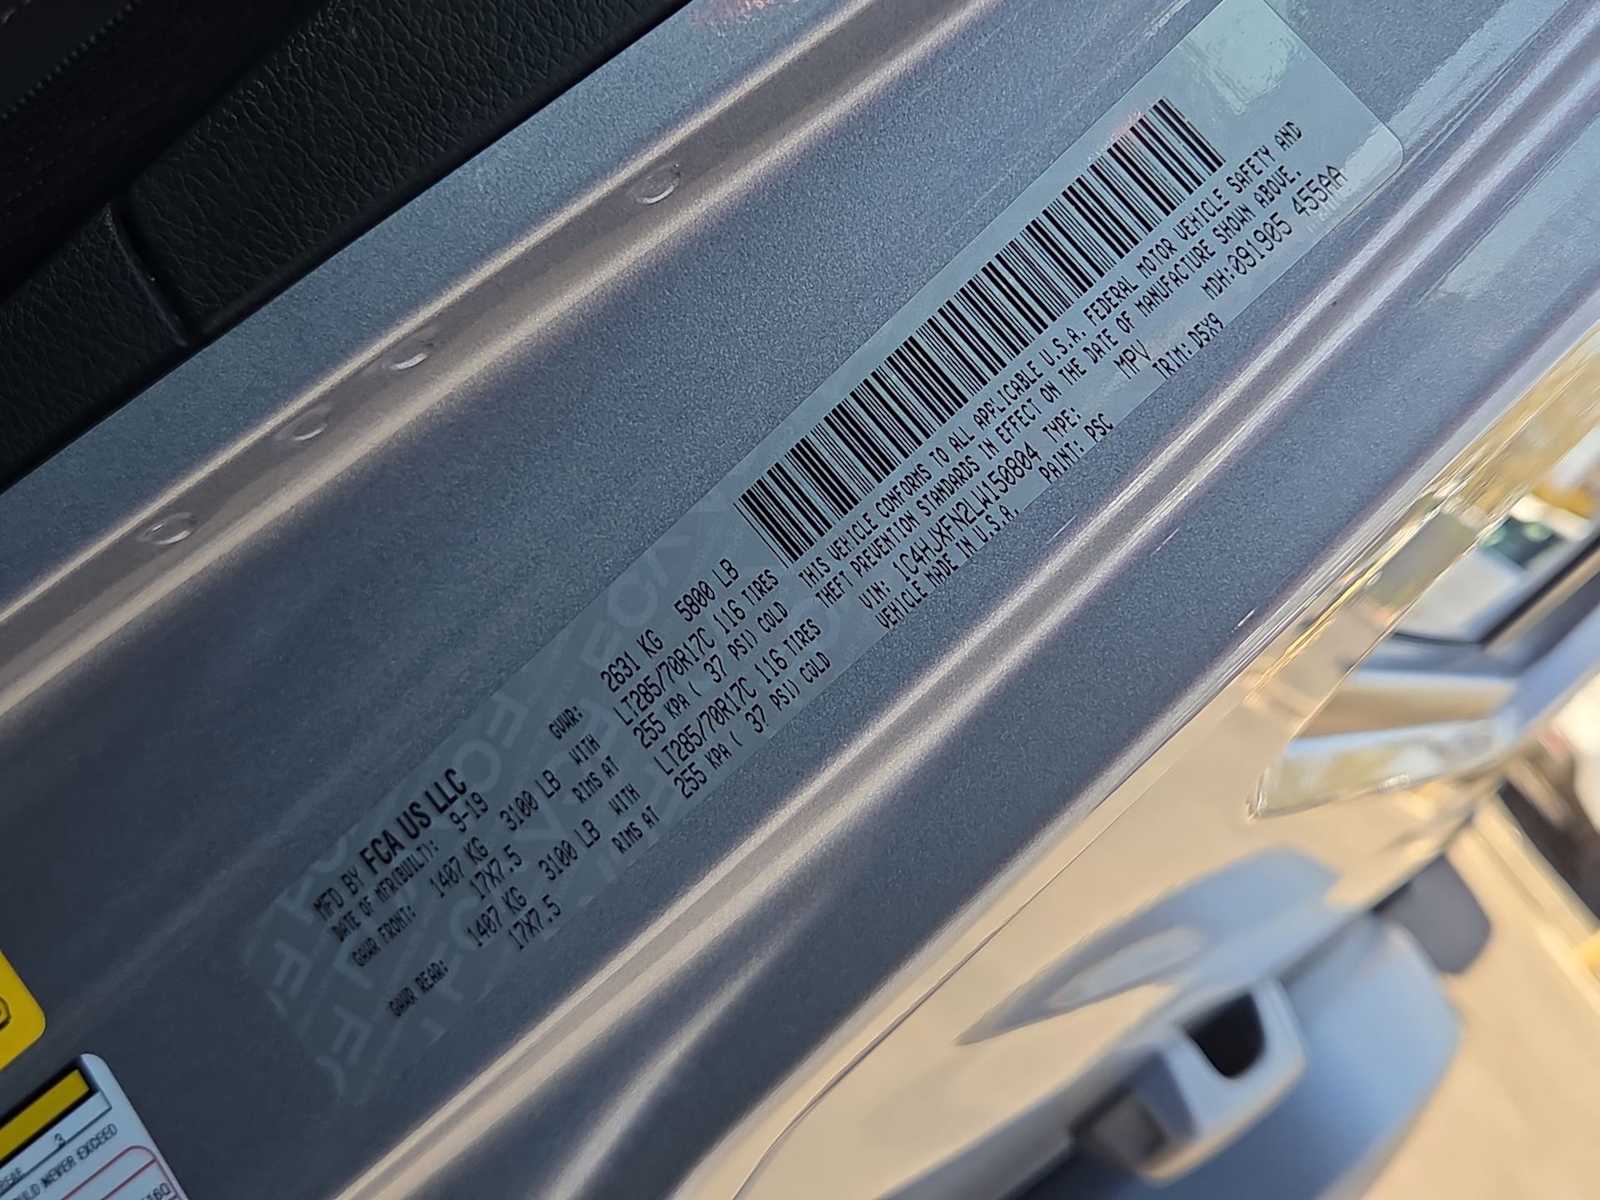 MFD BY FCA US LLC
DATE OF MFR(BUILT): 9-19 GVWR: 2631 KG 5800 LB
GAWR FRONT: 1407 KG 3100 LB WITH LT285/70R17C 116 TIRES
17X7.5 RIMS AT 255 KPA ( 37 PSI) COLD
GAWR REAR: 1407 KG 3100 LB WITH LT285/70R17C 116 TIRES
17X7.5 RIMS AT 255 KPA ( 37 PSI) COLD
THIS VEHICLE CONFORMS TO ALL APPLICABLE U.S.A. FEDERAL MOTOR VEHICLE SAFETY AND
THEFT PREVENTION STANDARDS IN EFFECT ON THE DATE OF MANUFACTURE SHOWN ABOVE.
VIN: 1C4HJXFN2LW150804 TYPE: MPV MDH:091905 455AA
VEHICLE MADE IN U.S.A. PAINT: PSC TRIM: D5X9
3
NEVER EXCEED